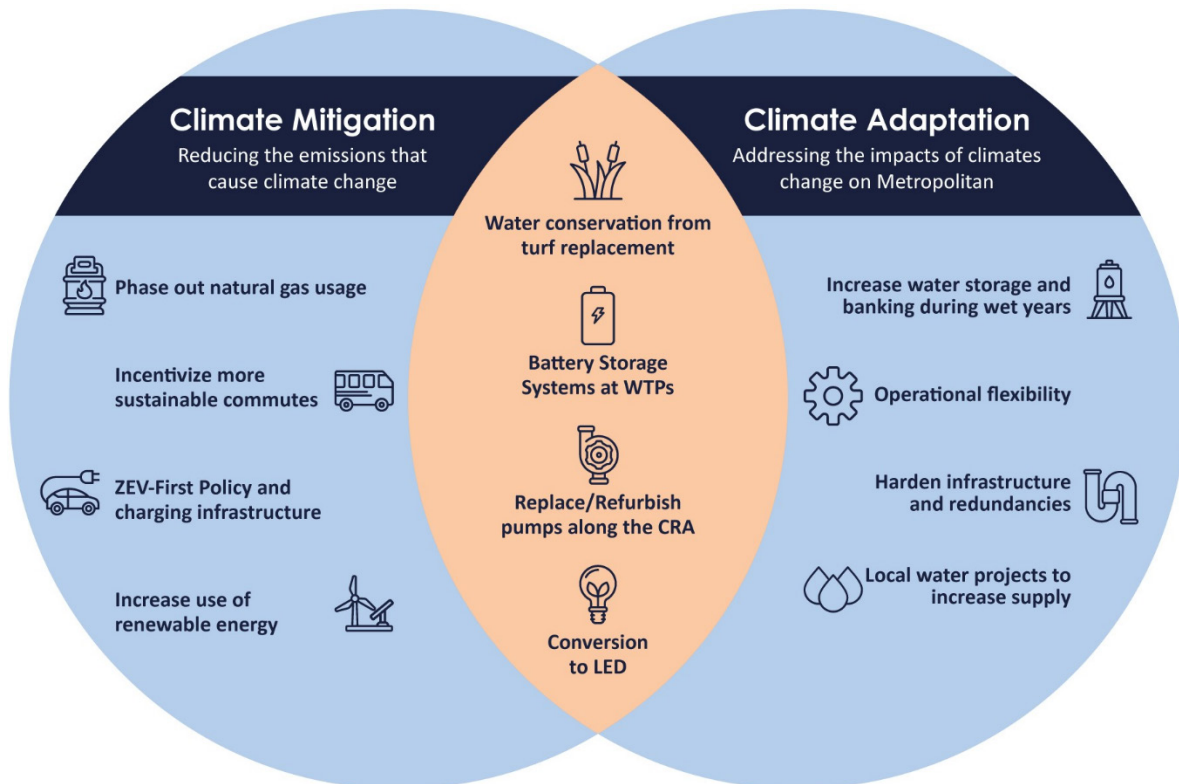 Climate Mitigation
Reducing the emissions that
cause climate change
Phase out natural gas usage
Incentivize more
sustainable commutes
ZEV-First Policy and
charging infrastructure
Increase use of
renewable energy
Water conservation from
turf replacement
Battery Storage
Systems at WTPs
Replace/Refurbish
pumps along the CRA
Conversion
to LED
Climate Adaptation
Addressing the impacts of climates
change on Metropolitan
Increase water storage and
banking during wet years
Operational flexibility
Harden infrastructure
and redundancies
Local water projects to
increase supply